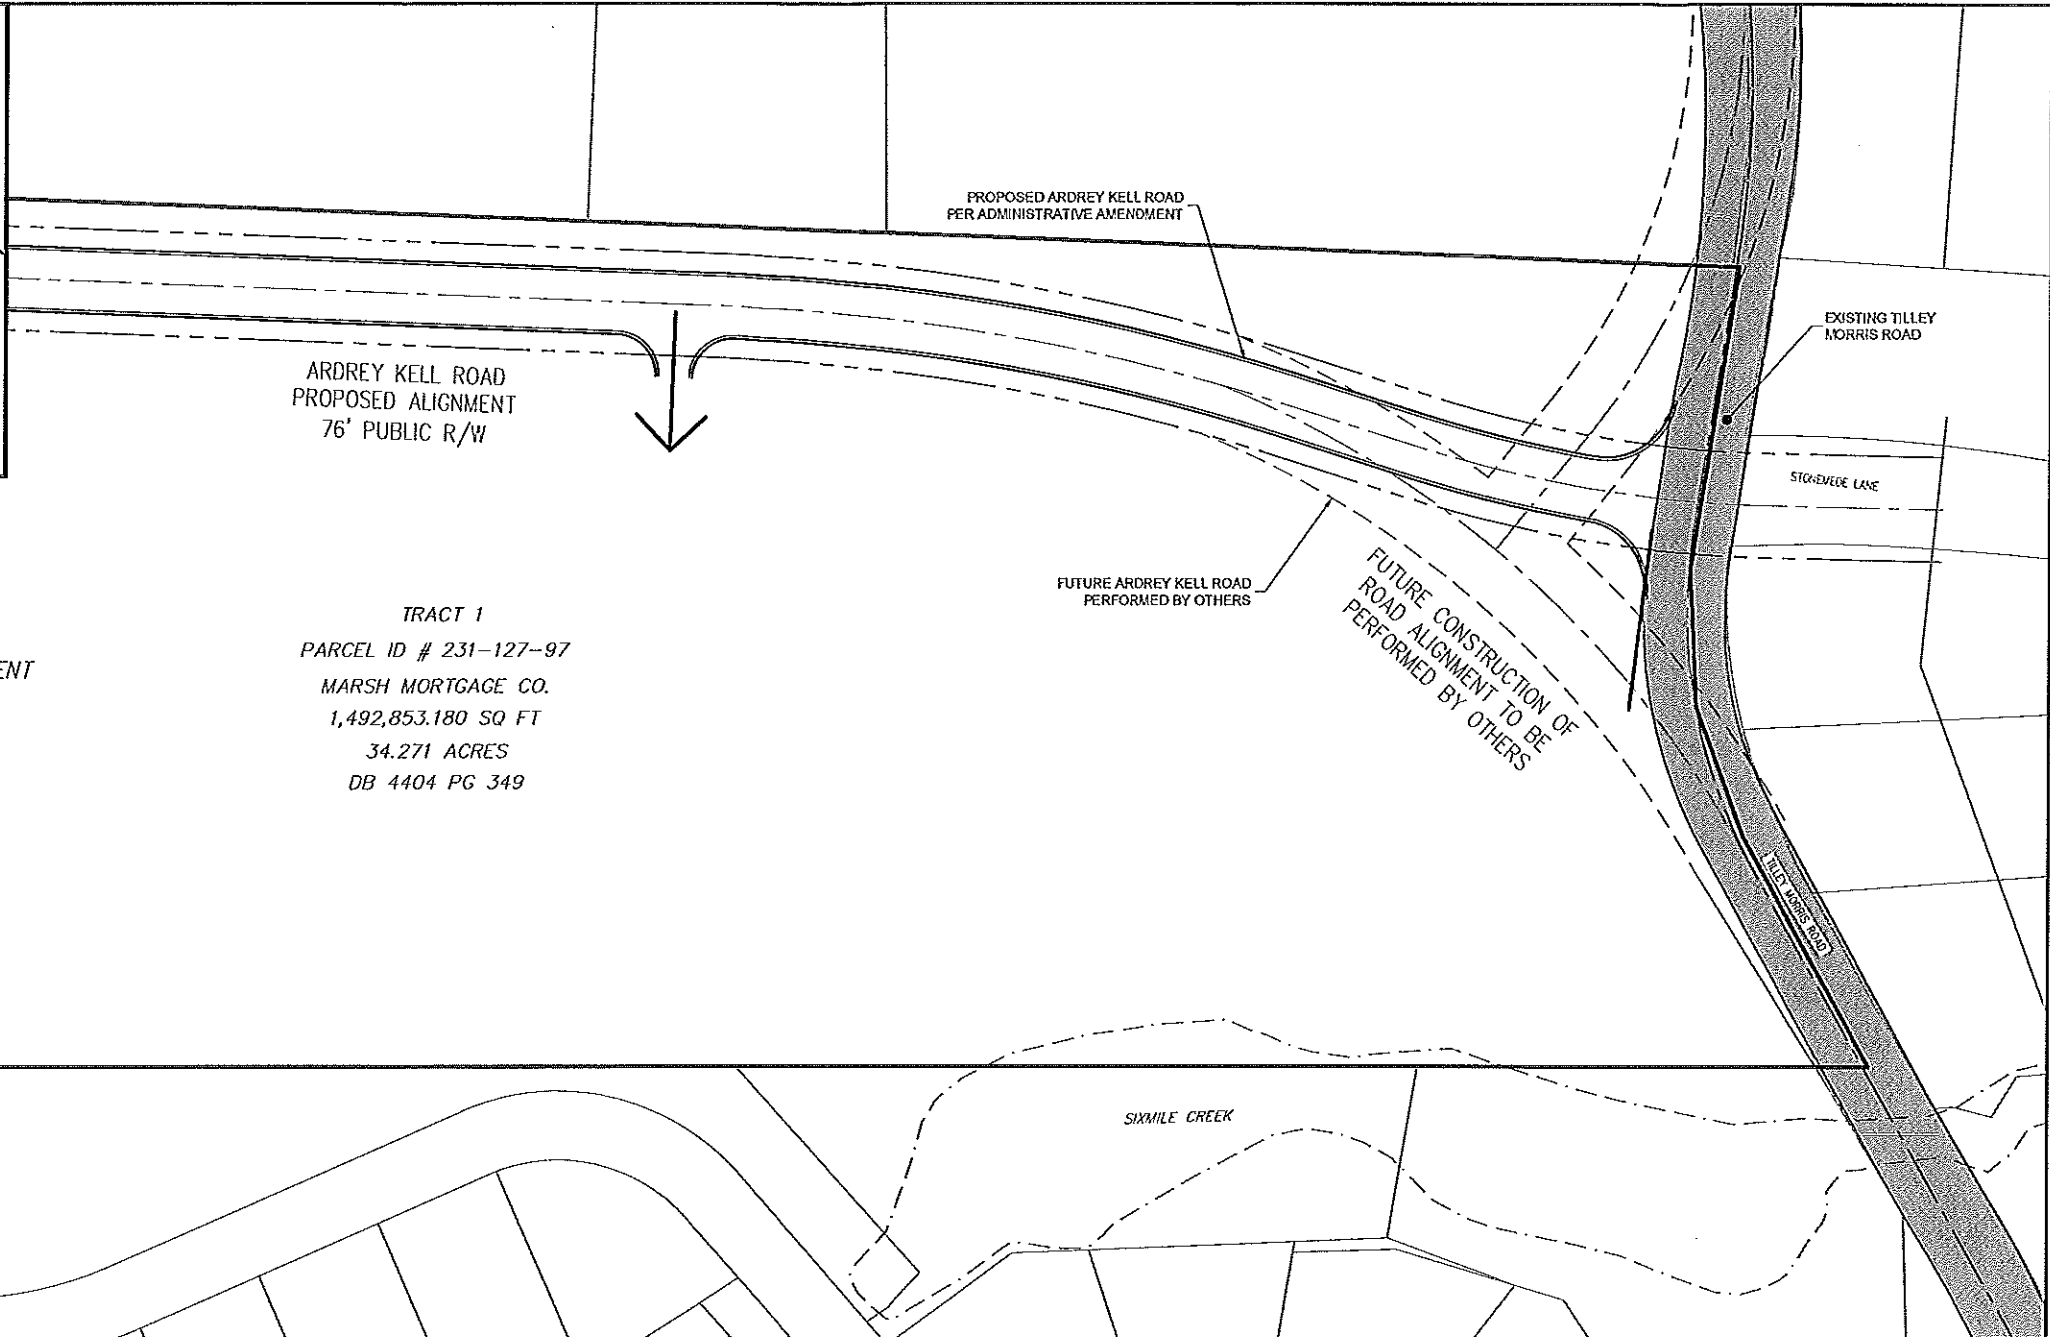 PROPOSED ARDREY KELL ROAD
PER ADMINISTRATIVE AMENDMENT
EXISTING TILLEY
MORRIS ROAD
ARDREY KELL ROAD
PROPOSED ALIGNMENT
76' PUBLIC R/W
FUTURE ARDREY KELL ROAD
PERFORMED BY OTHERS
FUTURE CONSTRUCTION OF
ROAD ALIGNMENT TO BE
PERFORMED BY OTHERS
TRACT 1
PARCEL ID # 231-127-97
MARSH MORTGAGE CO.
1,492,853.180 SQ FT
34.271 ACRES
DB 4404 PG 349
ENT
TILLEY MORRIS ROAD
SIXMILE CREEK
LANE